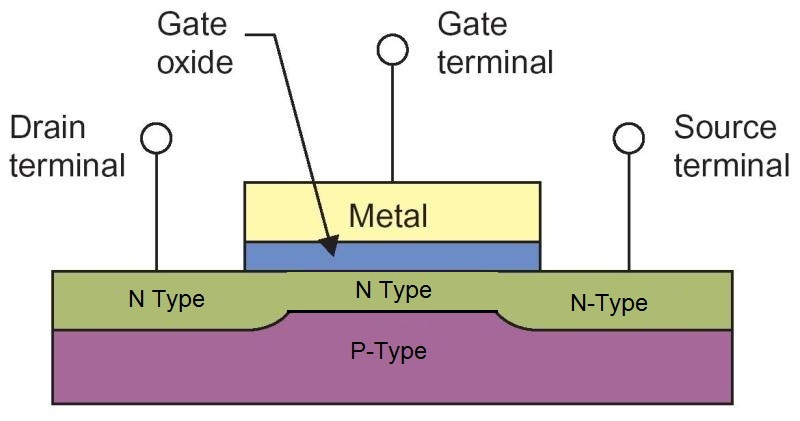 Gate
oxide
Gate
terminal
Drain
terminal
Source
terminal
Metal
N Type
N Type
N-Type
P-Type